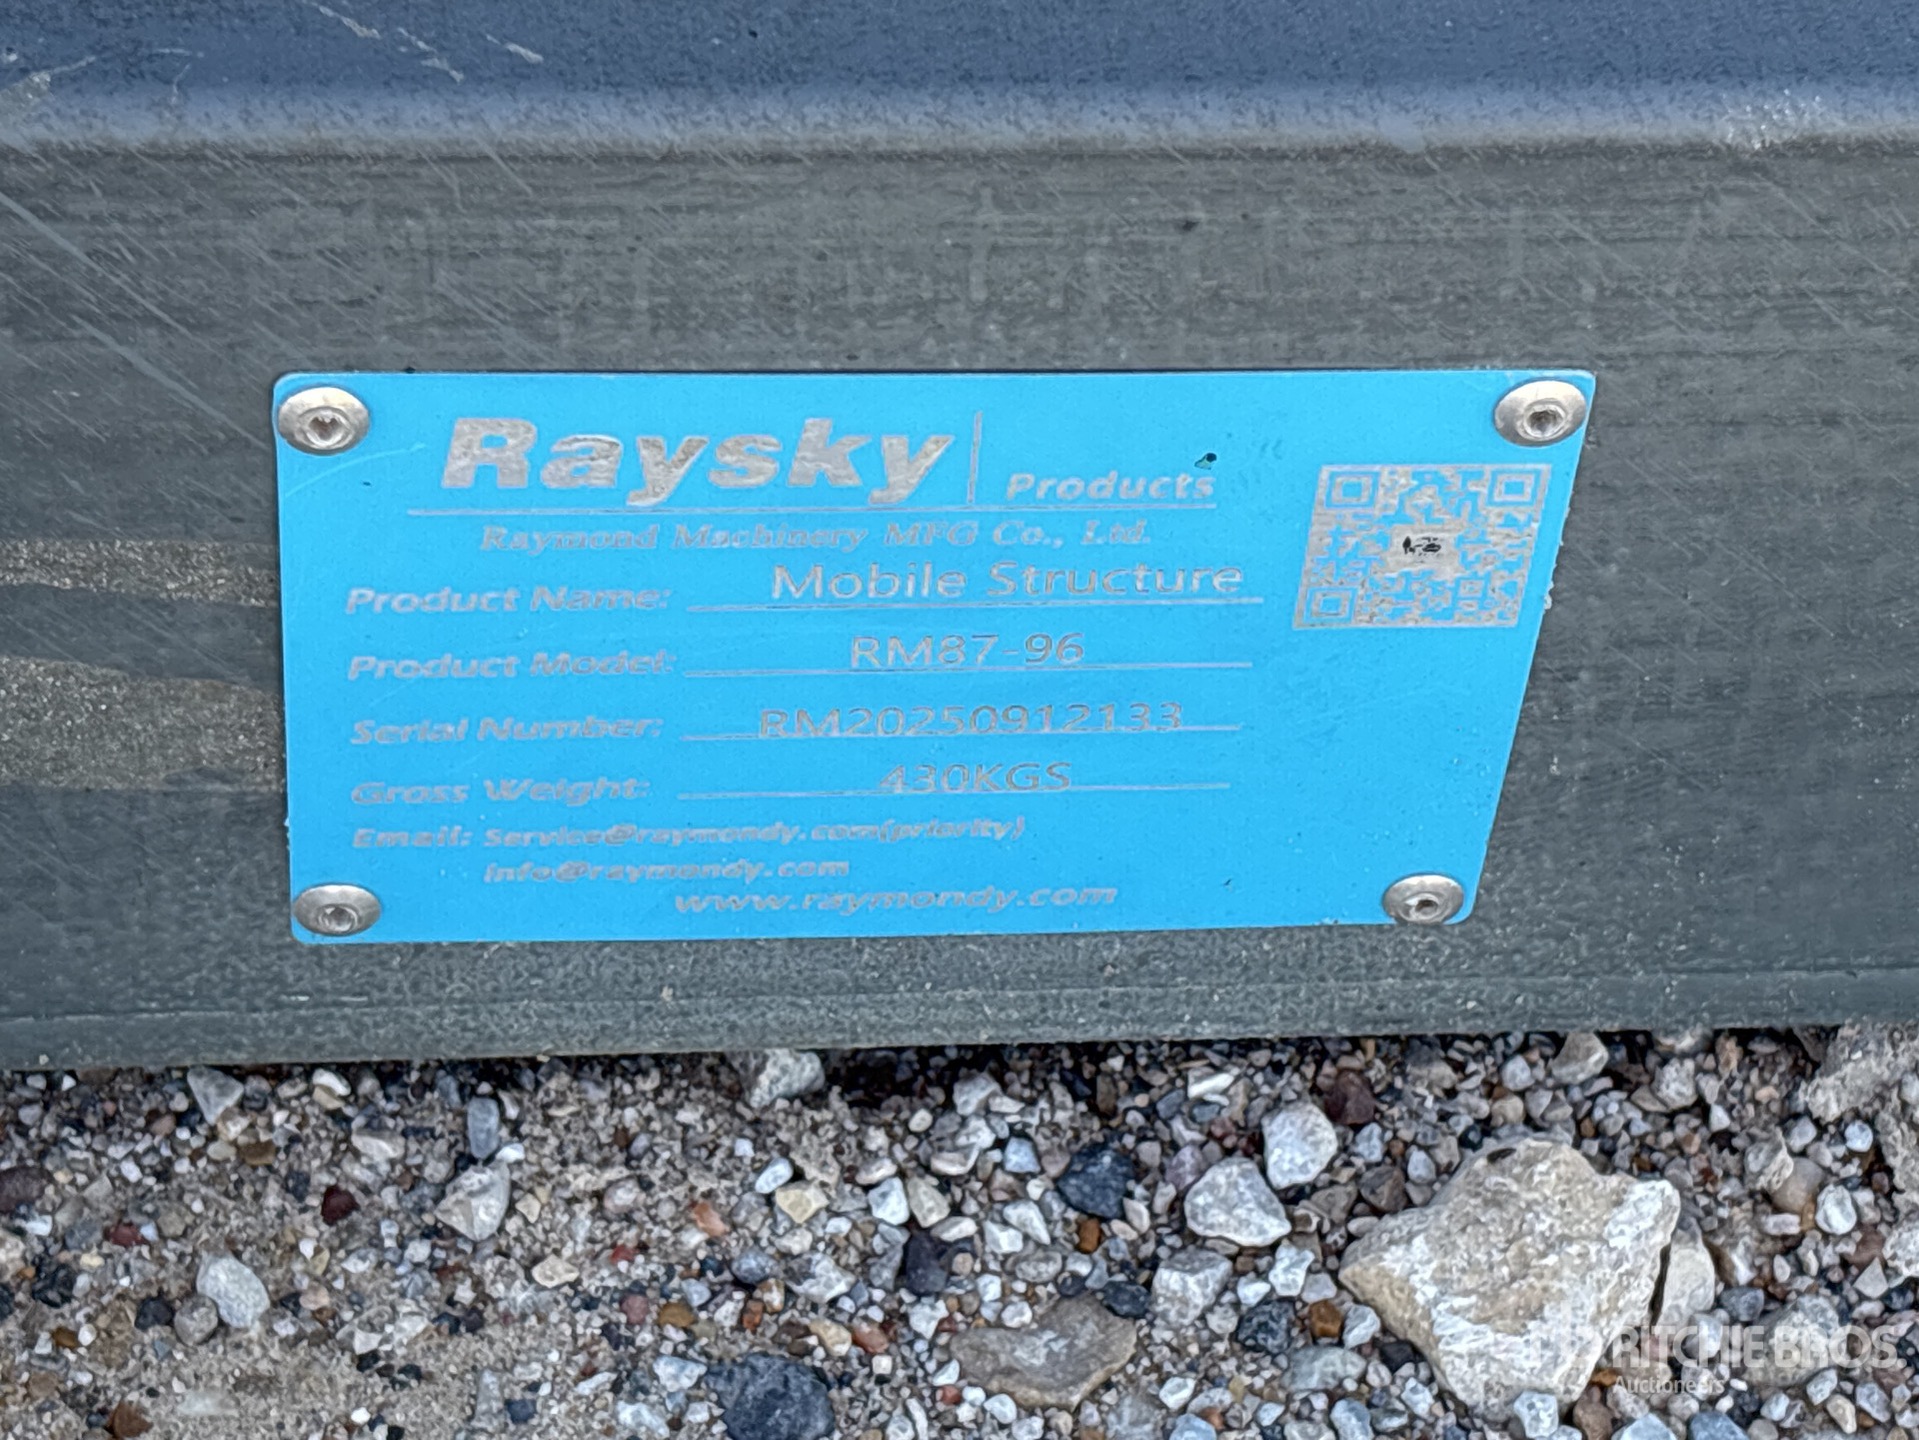 Raysky Products
Raymond Machinery MFG Co., Ltd.
Product Name: Mobile Structure
Product Model: RM87-96
Serial Number: RM20250912133
Gross Weight: 430KGS
Email: Service@raymondy.com(priority)
info@raymondy.com
www.raymondy.com
RITCHIE BROS.
Auctioneers